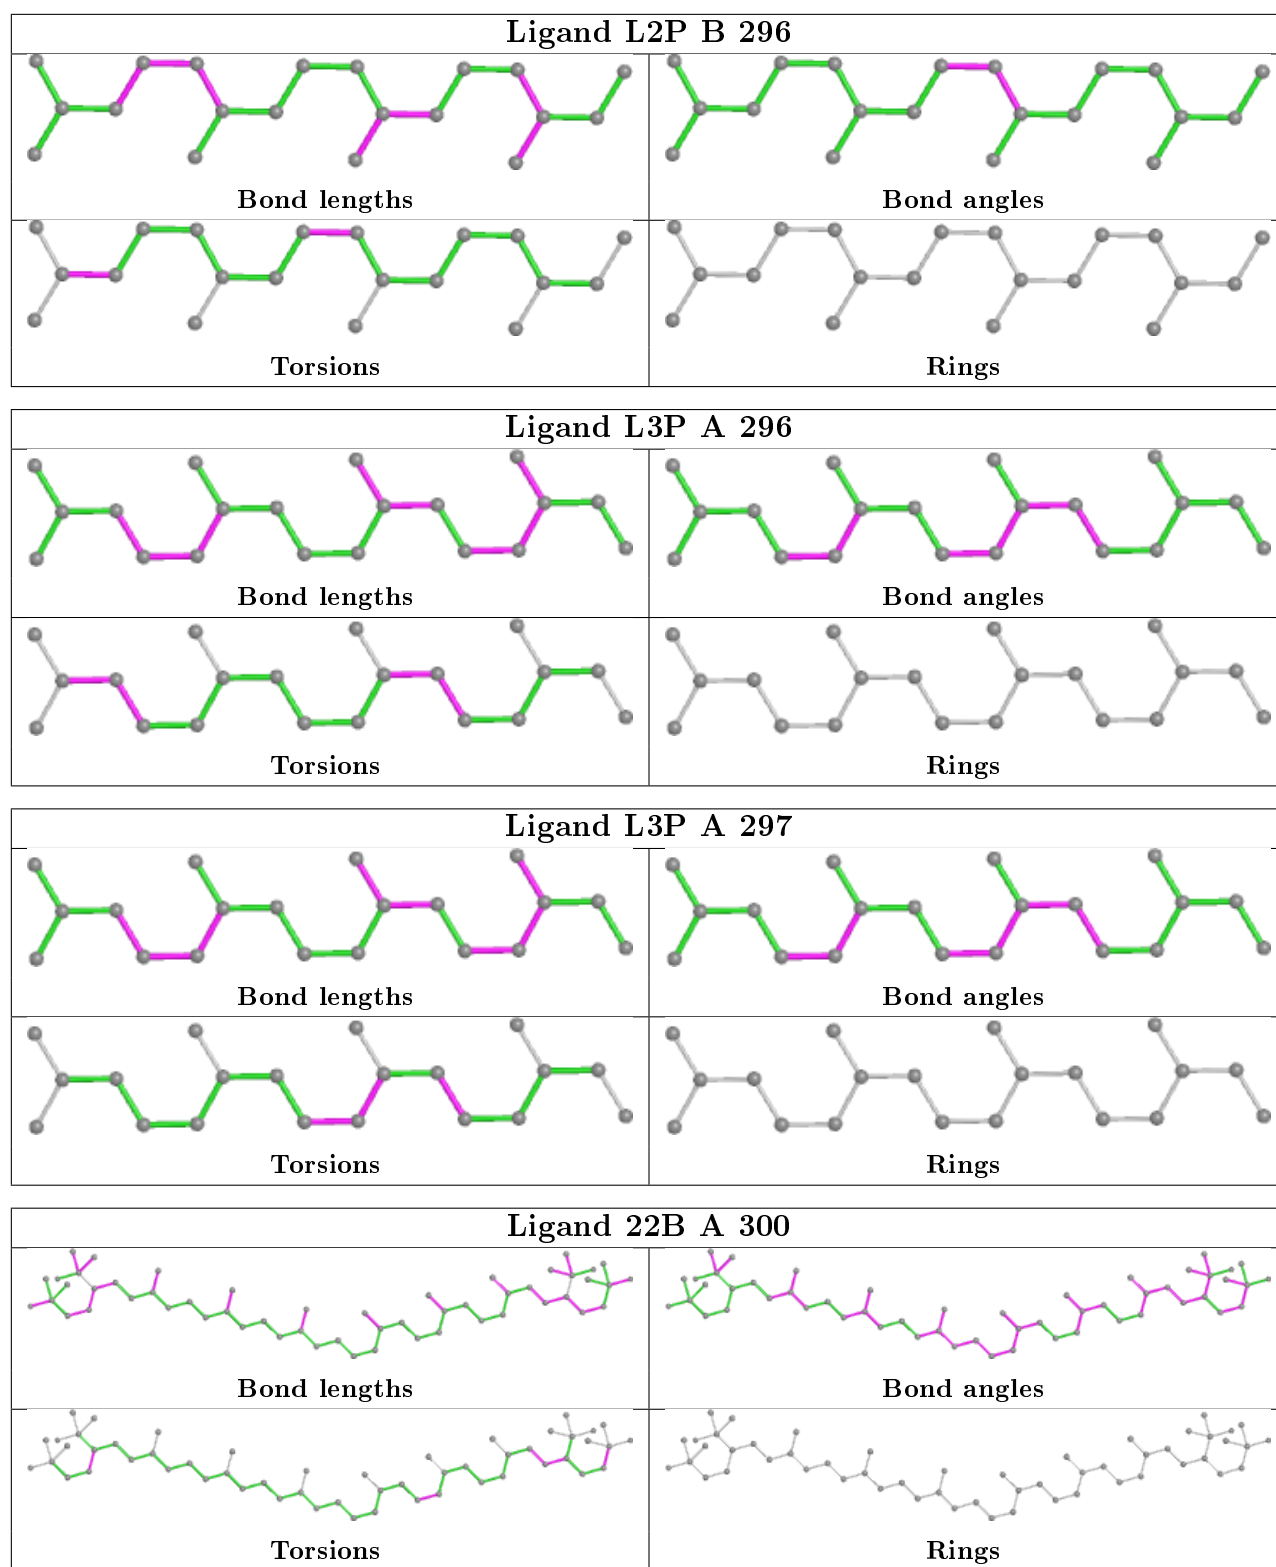 Ligand L2P B 296
Bond lengths
Bond angles
Torsions
Rings
Ligand L3P A 296
Bond lengths
Bond angles
Torsions
Rings
Ligand L3P A 297
Bond lengths
Bond angles
Torsions
Rings
Ligand 22B A 300
Bond lengths
Bond angles
Torsions
Rings